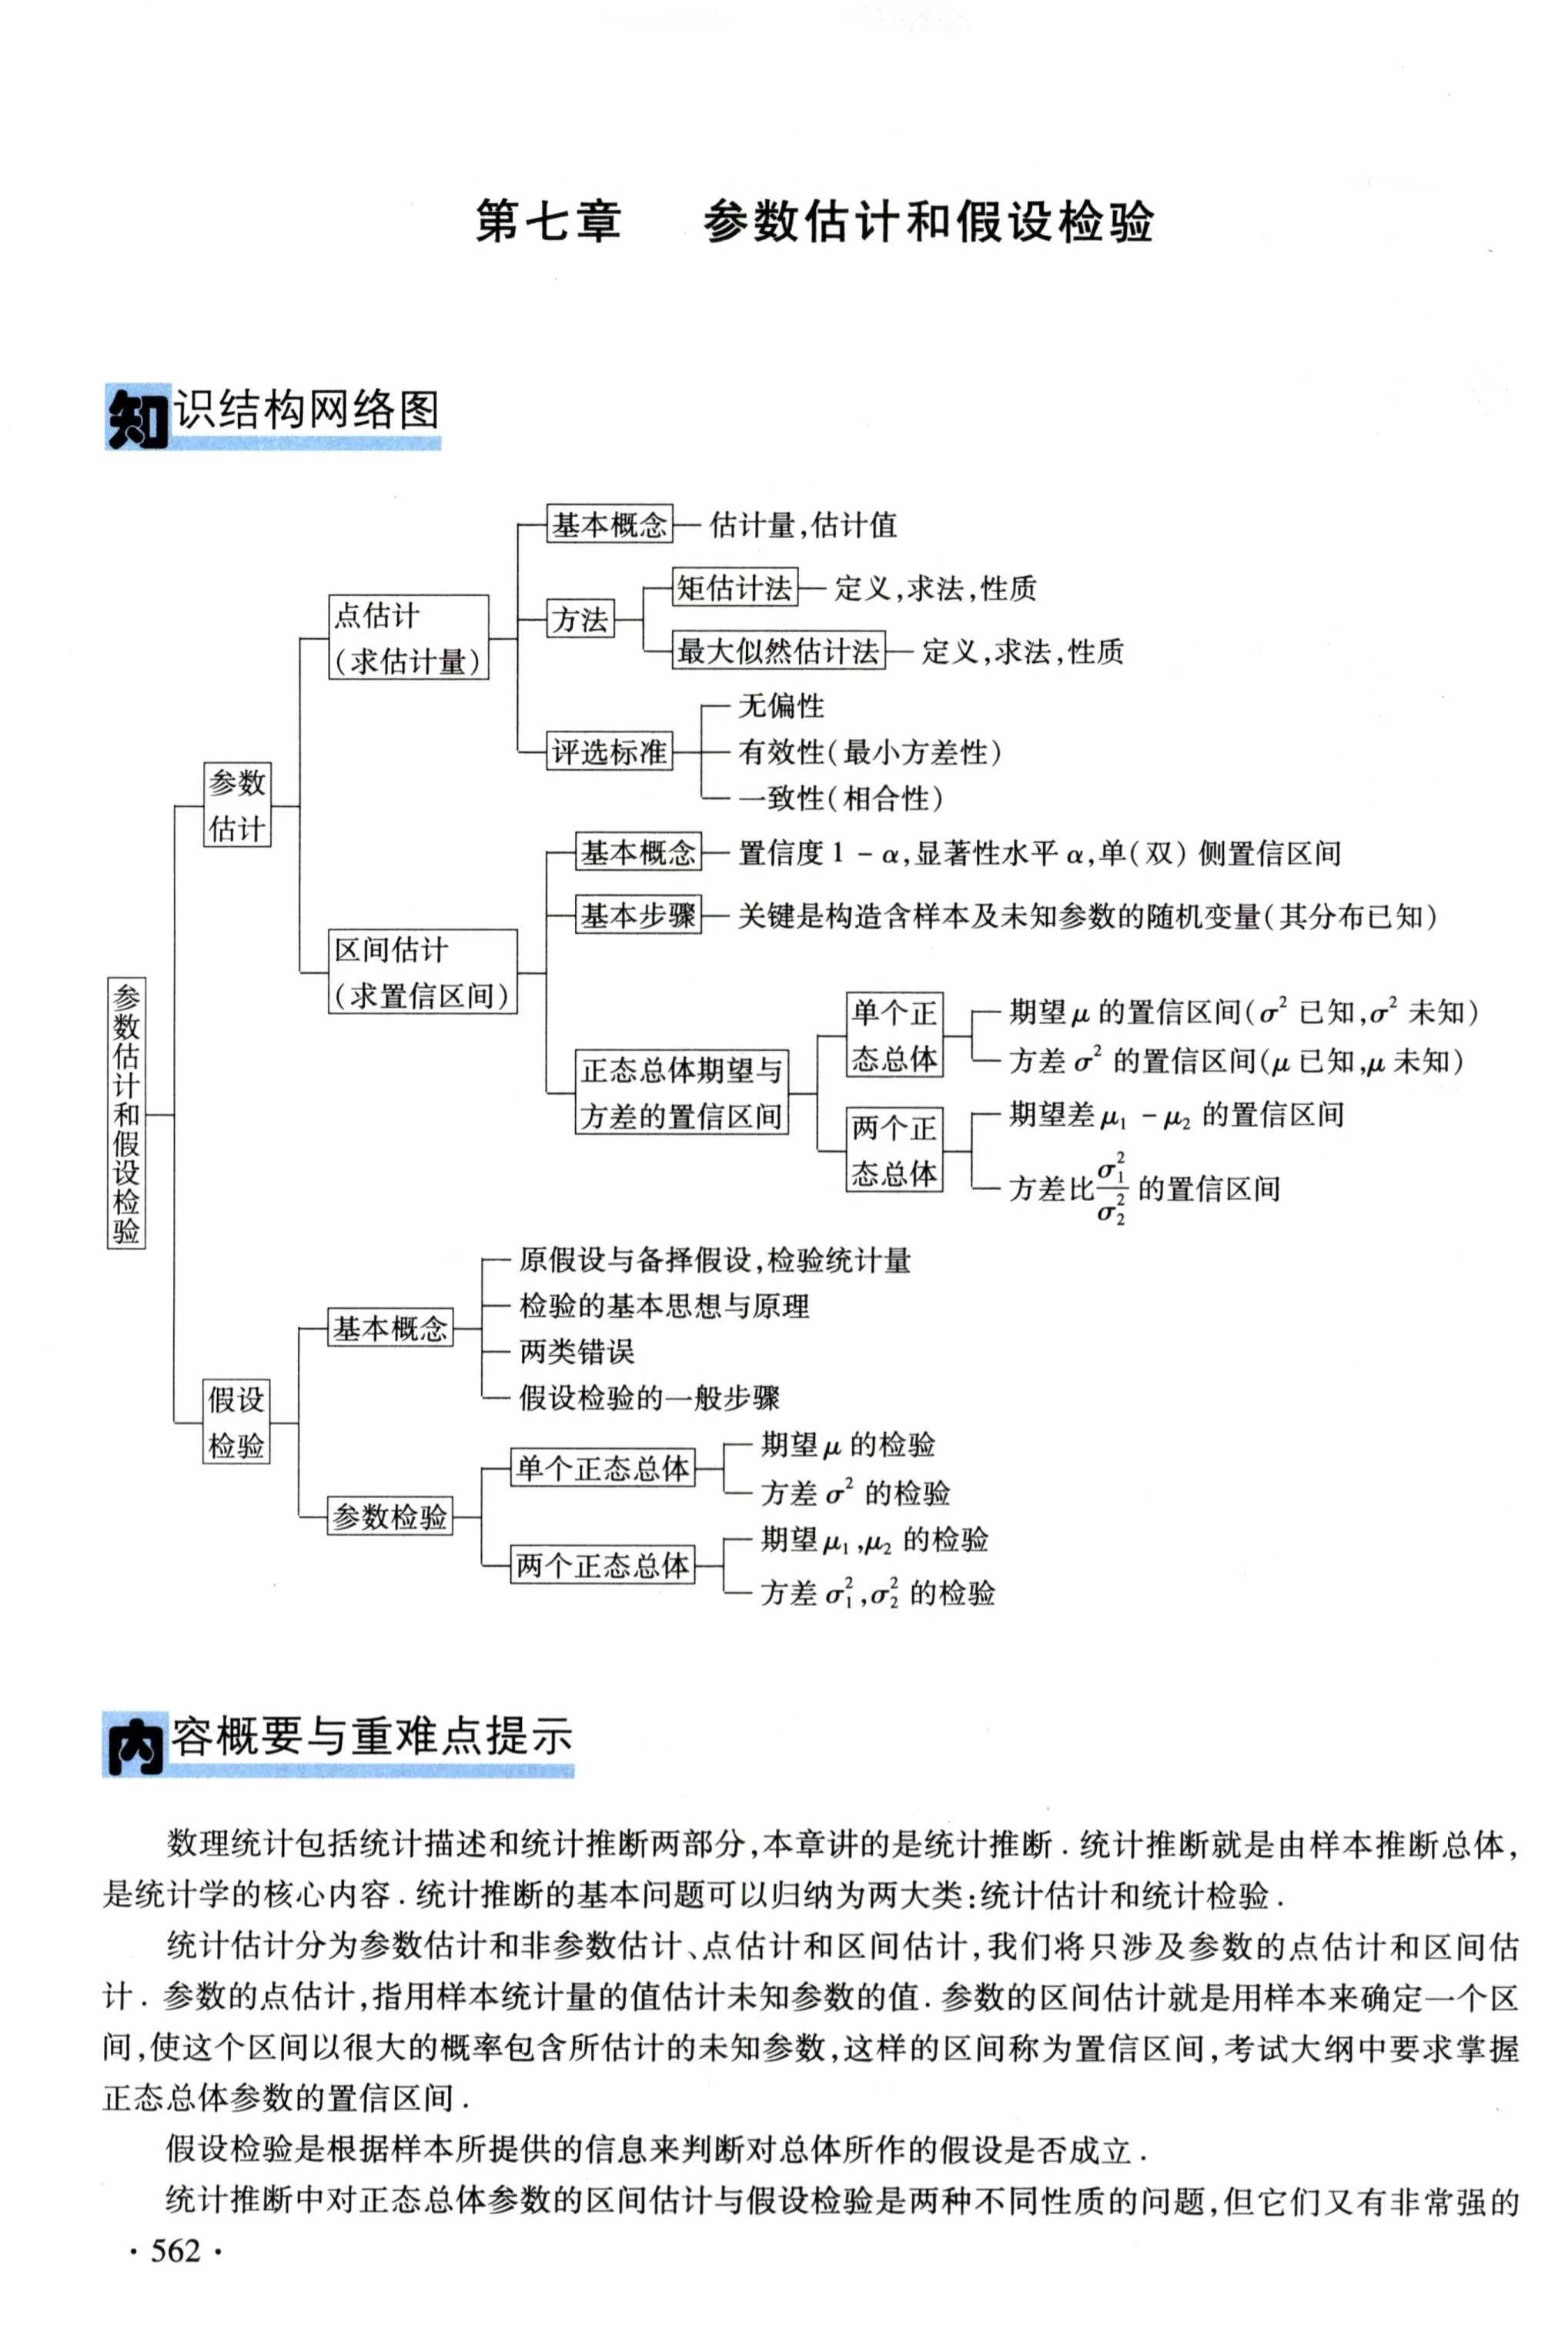 第七章 参数估计和假设检验
知识结构网络图
基本概念 估计量,估计值
矩估计法 定义,求法,性质
点估计
(求估计量)
方法
最大似然估计法 定义,求法,性质
无偏性
评选标准 有效性(最小方差性)
一致性(相合性)
参数
估计
基本概念 置信度 1 - α,显著性水平 α,单(双) 侧置信区间
基本步骤 关键是构造含样本及未知参数的随机变量(其分布已知)
区间估计
(求置信区间)
单个正
态总体
期望 μ 的置信区间(σ² 已知,σ² 未知)
方差 σ² 的置信区间(μ 已知,μ 未知)
正态总体期望与
方差的置信区间
两个正
态总体
期望差 μ₁ - μ₂ 的置信区间
方差比 σ₁²/σ₂² 的置信区间
参数估计和假设检验
原假设与备择假设,检验统计量
检验的基本思想与原理
基本概念
两类错误
假设检验的一般步骤
假设
检验
期望 μ 的检验
单个正态总体
方差 σ² 的检验
参数检验
期望 μ₁,μ₂ 的检验
两个正态总体
方差 σ₁²,σ₂² 的检验
内容概要与重难点提示
数理统计包括统计描述和统计推断两部分,本章讲的是统计推断. 统计推断就是由样本推断总体,
是统计学的核心内容. 统计推断的基本问题可以归纳为两大类:统计估计和统计检验.
统计估计分为参数估计和非参数估计、点估计和区间估计,我们将只涉及参数的点估计和区间估
计. 参数的点估计,指用样本统计量的值估计未知参数的值. 参数的区间估计就是用样本来确定一个区
间,使这个区间以很大的概率包含所估计的未知参数,这样的区间称为置信区间,考试大纲中要求掌握
正态总体参数的置信区间.
假设检验是根据样本所提供的信息来判断对总体所作的假设是否成立.
统计推断中对正态总体参数的区间估计与假设检验是两种不同性质的问题,但它们又有非常强的
· 562 ·